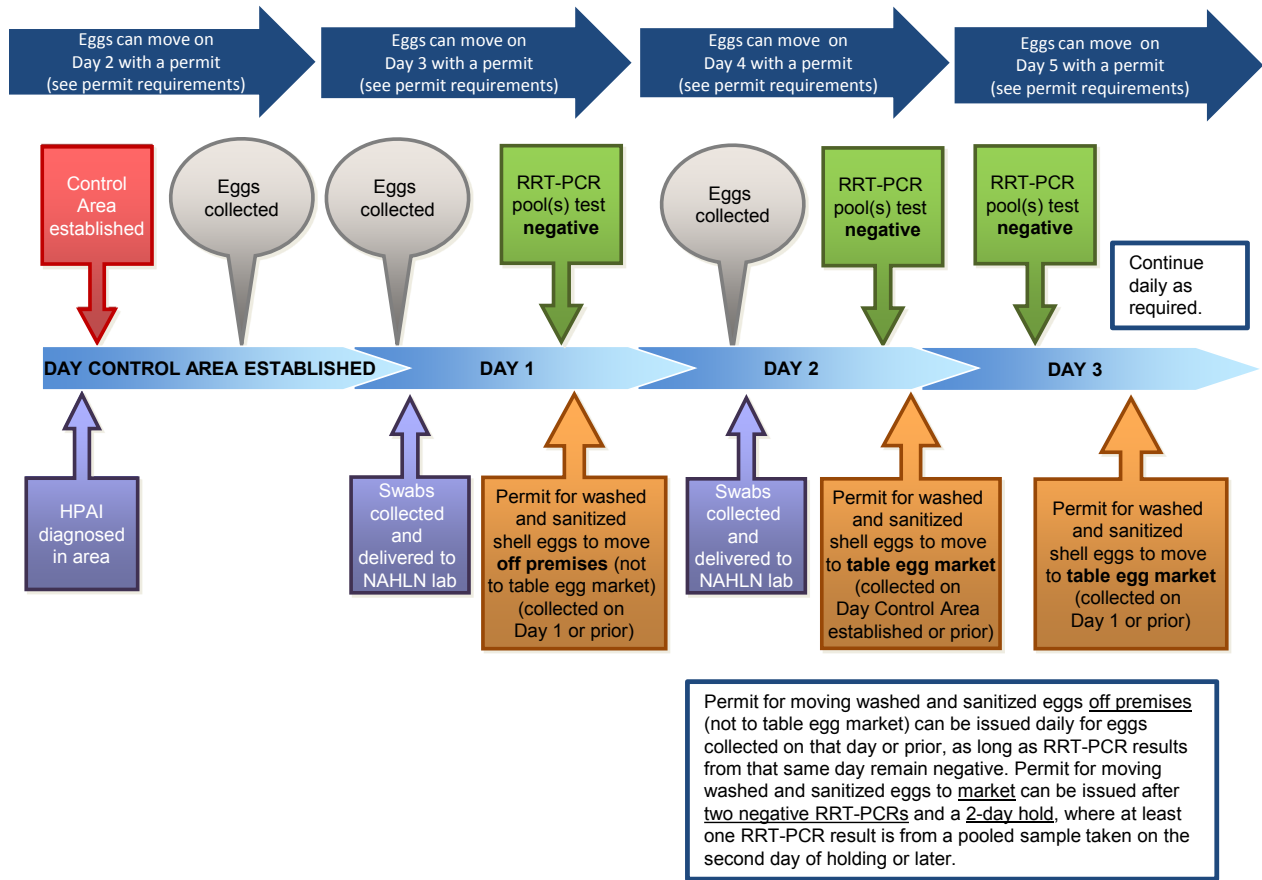 Eggs can move on
Day 2 with a permit
(see permit requirements)
Eggs can move on
Day 3 with a permit
(see permit requirements)
Eggs can move  on
Day 4 with a permit
(see permit requirements)
Eggs can move  on
Day 5 with a permit
(see permit requirements)
Control
Area
established
Eggs
collected
Eggs
collected
RRT-PCR
pool(s) test
negative
Eggs
collected
RRT-PCR
pool(s) test
negative
RRT-PCR
pool(s) test
negative
Continue
daily as
required.
DAY CONTROL AREA ESTABLISHED
DAY 1
DAY 2
DAY 3
HPAI
diagnosed
in area
Swabs
collected
and
delivered to
NAHLN lab
Permit for washed
and sanitized
shell eggs to move
off premises (not
to table egg market)
(collected on
Day 1 or prior)
Swabs
collected
and
delivered to
NAHLN lab
Permit for washed
and sanitized
shell eggs to move
to table egg market
(collected on
Day Control Area
established or prior)
Permit for washed
and sanitized
shell eggs to move
to table egg market
(collected on
Day 1 or prior)
Permit for moving washed and sanitized eggs off premises
(not to table egg market) can be issued daily for eggs
collected on that day or prior, as long as RRT-PCR results
from that same day remain negative. Permit for moving
washed and sanitized eggs to market can be issued after
two negative RRT-PCRs and a 2-day hold, where at least
one RRT-PCR result is from a pooled sample taken on the
second day of holding or later.